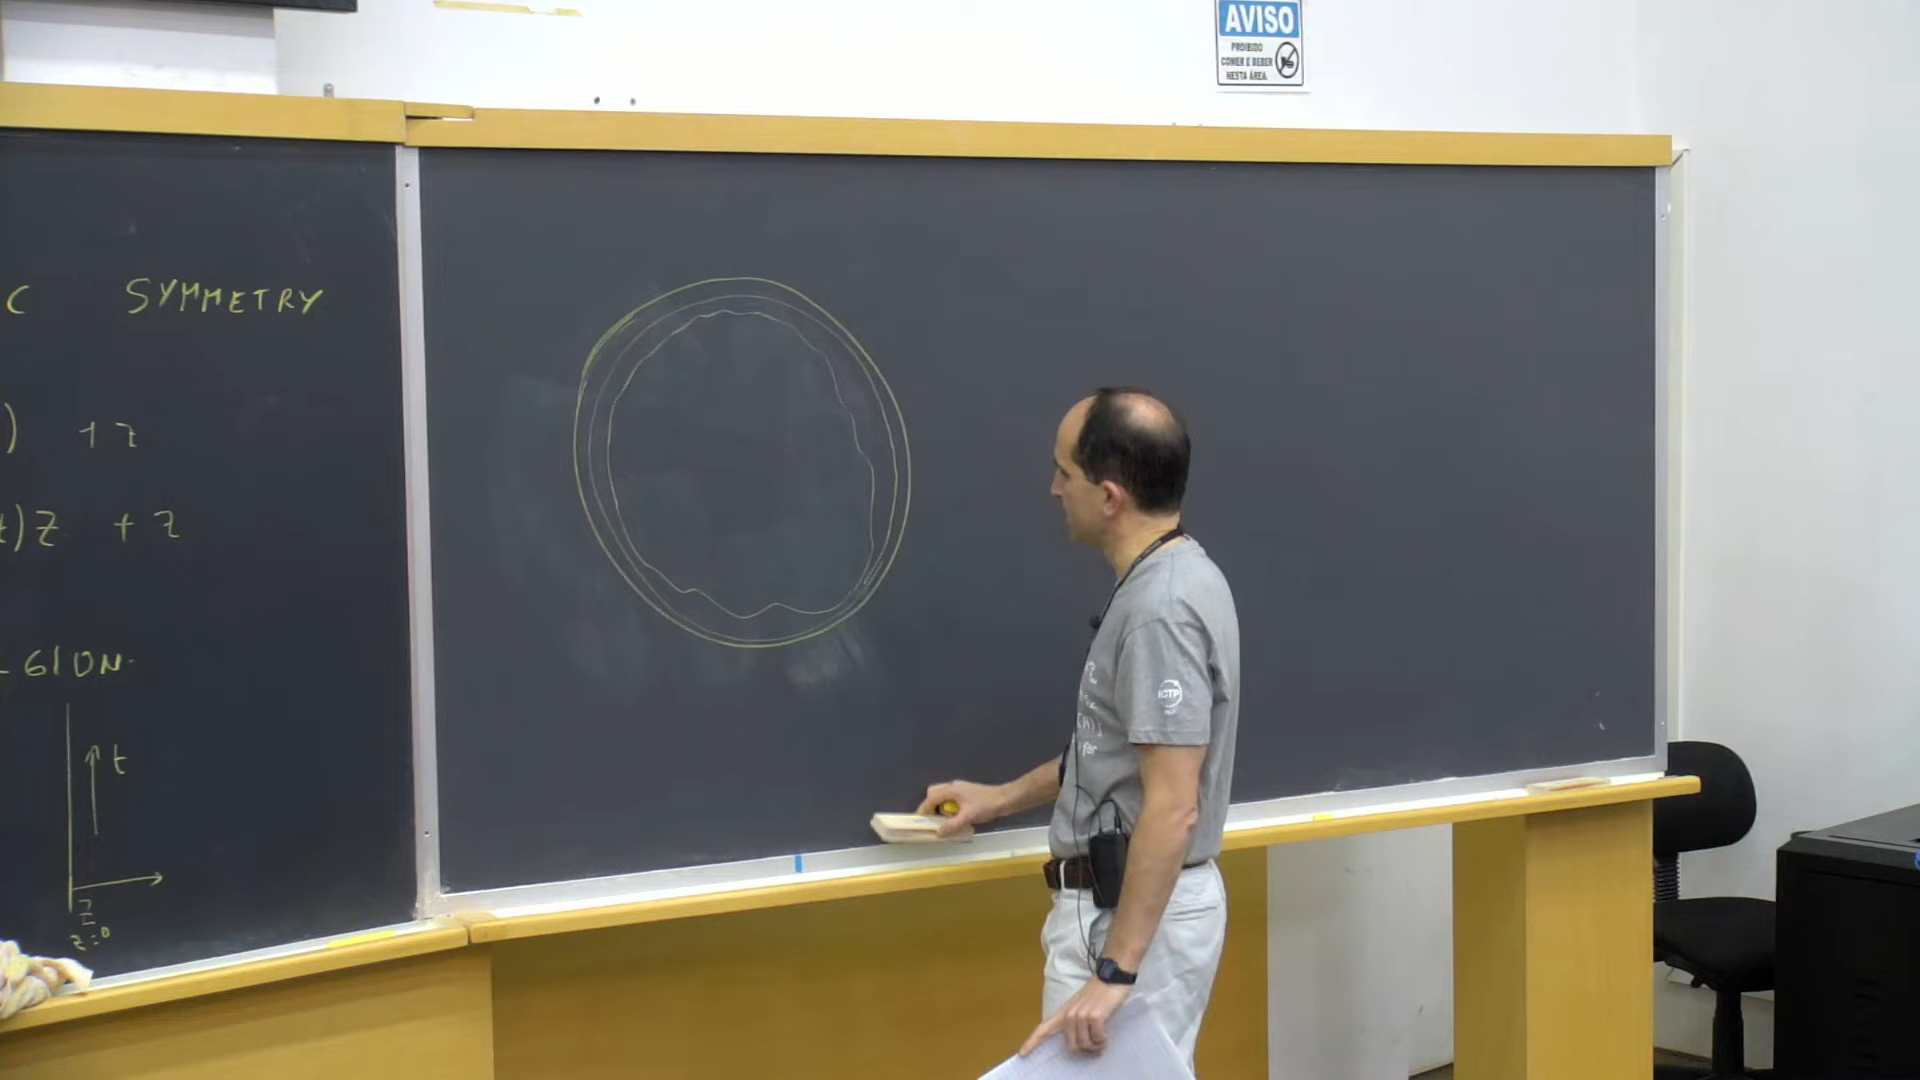 AVISO
PROIBIDO
COMER E BEBER
NESTA ÁREA.
C SYMMETRY
) + z
t) Z + z
GION.
t
Z
z=0
ICTP